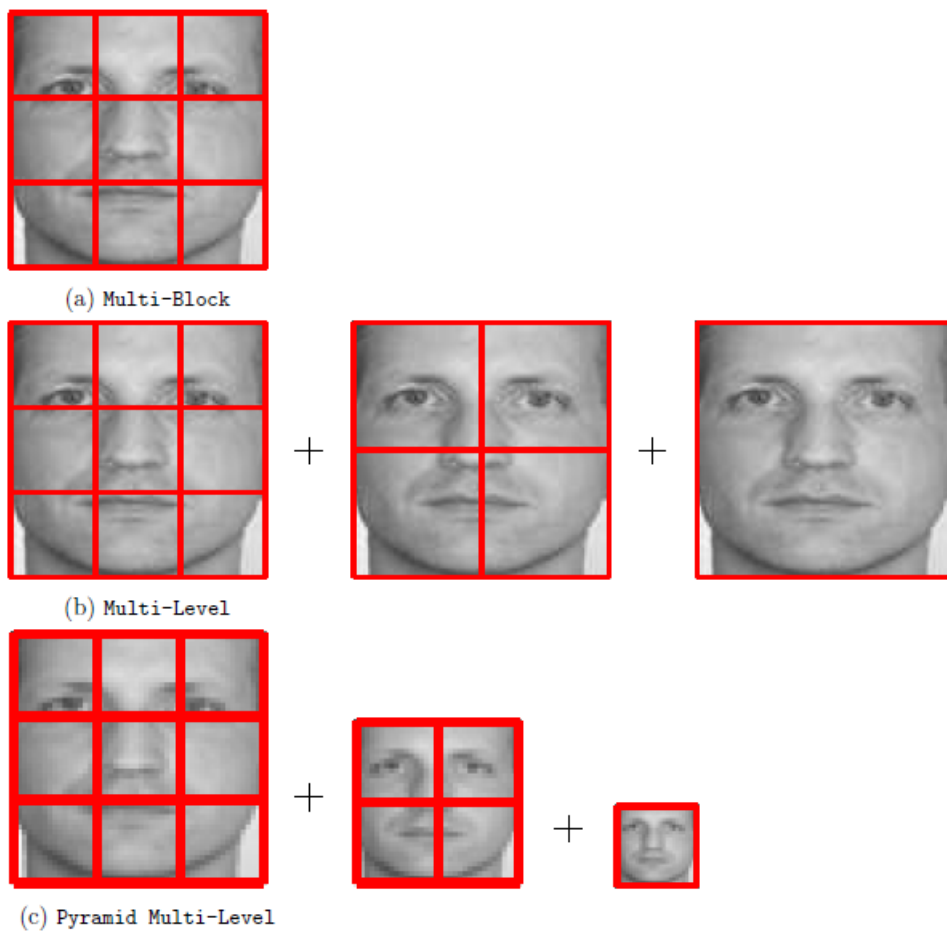 (a) Multi-Block
+ +
(b) Multi-Level
+ +
(c) Pyramid Multi-Level